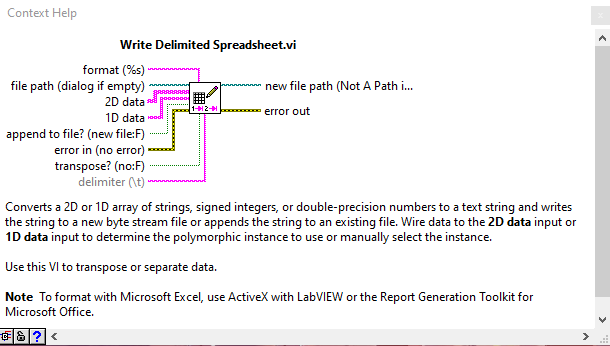 Context Help
Write Delimited Spreadsheet.vi
format (%s)
file path (dialog if empty)
new file path (Not A Path i...
2D data
1D data
error out
append to file? (new file:F)
error in (no error)
transpose? (no:F)
delimiter (\t)
1 2
Converts a 2D or 1D array of strings, signed integers, or double-precision numbers to a text string and writes
the string to a new byte stream file or appends the string to an existing file. Wire data to the 2D data input or
1D data input to determine the polymorphic instance to use or manually select the instance.
Use this VI to transpose or separate data.
Note  To format with Microsoft Excel, use ActiveX with LabVIEW or the Report Generation Toolkit for
Microsoft Office.
?